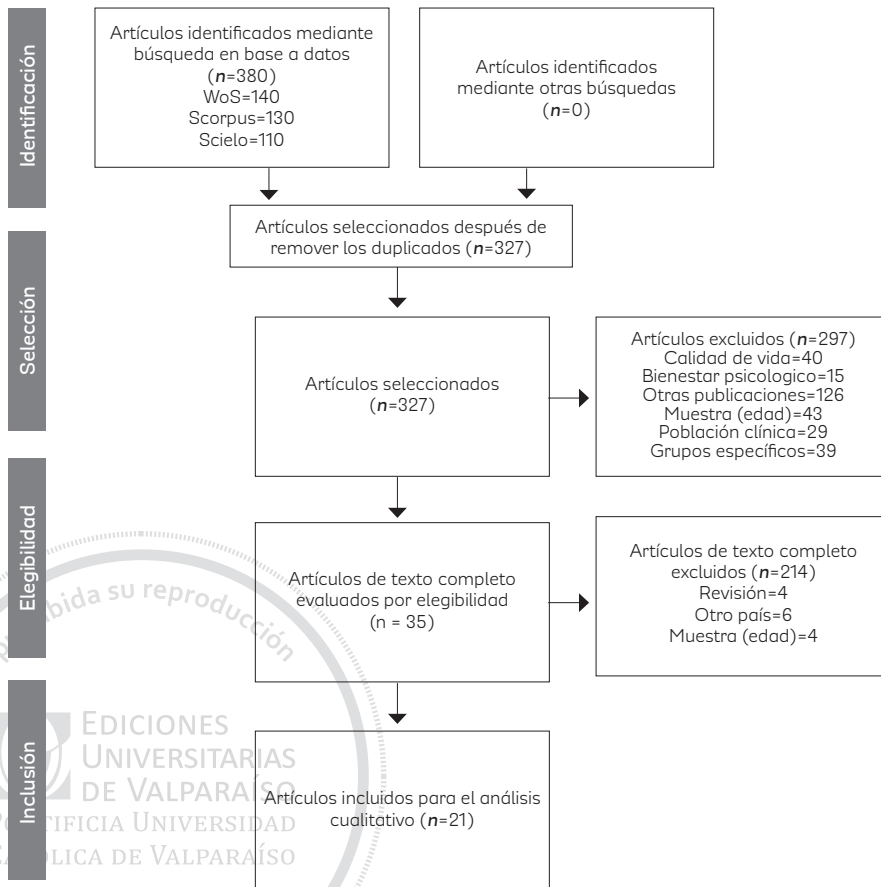 Identificación
Artículos identificados mediante
búsqueda en base a datos
(n=380)
WoS=140
Scorpus=130
Scielo=110
Artículos identificados
mediante otras búsquedas
(n=0)
Artículos seleccionados después de
remover los duplicados (n=327)
Selección
Artículos seleccionados
(n=327)
Artículos excluidos (n=297)
Calidad de vida=40
Bienestar psicologico=15
Otras publicaciones=126
Muestra (edad)=43
Población clínica=29
Grupos específicos=39
Elegibilidad
Artículos de texto completo
evaluados por elegibilidad
(n = 35)
Artículos de texto completo
excluidos (n=214)
Revisión=4
Otro país=6
Muestra (edad)=4
Inclusión
Artículos incluidos para el análisis
cualitativo (n=21)
su reproducción
EDICIONES
UNIVERSITARIAS
DE VALPARAÍSO
UNIVERSIDAD
DE VALPARAÍSO